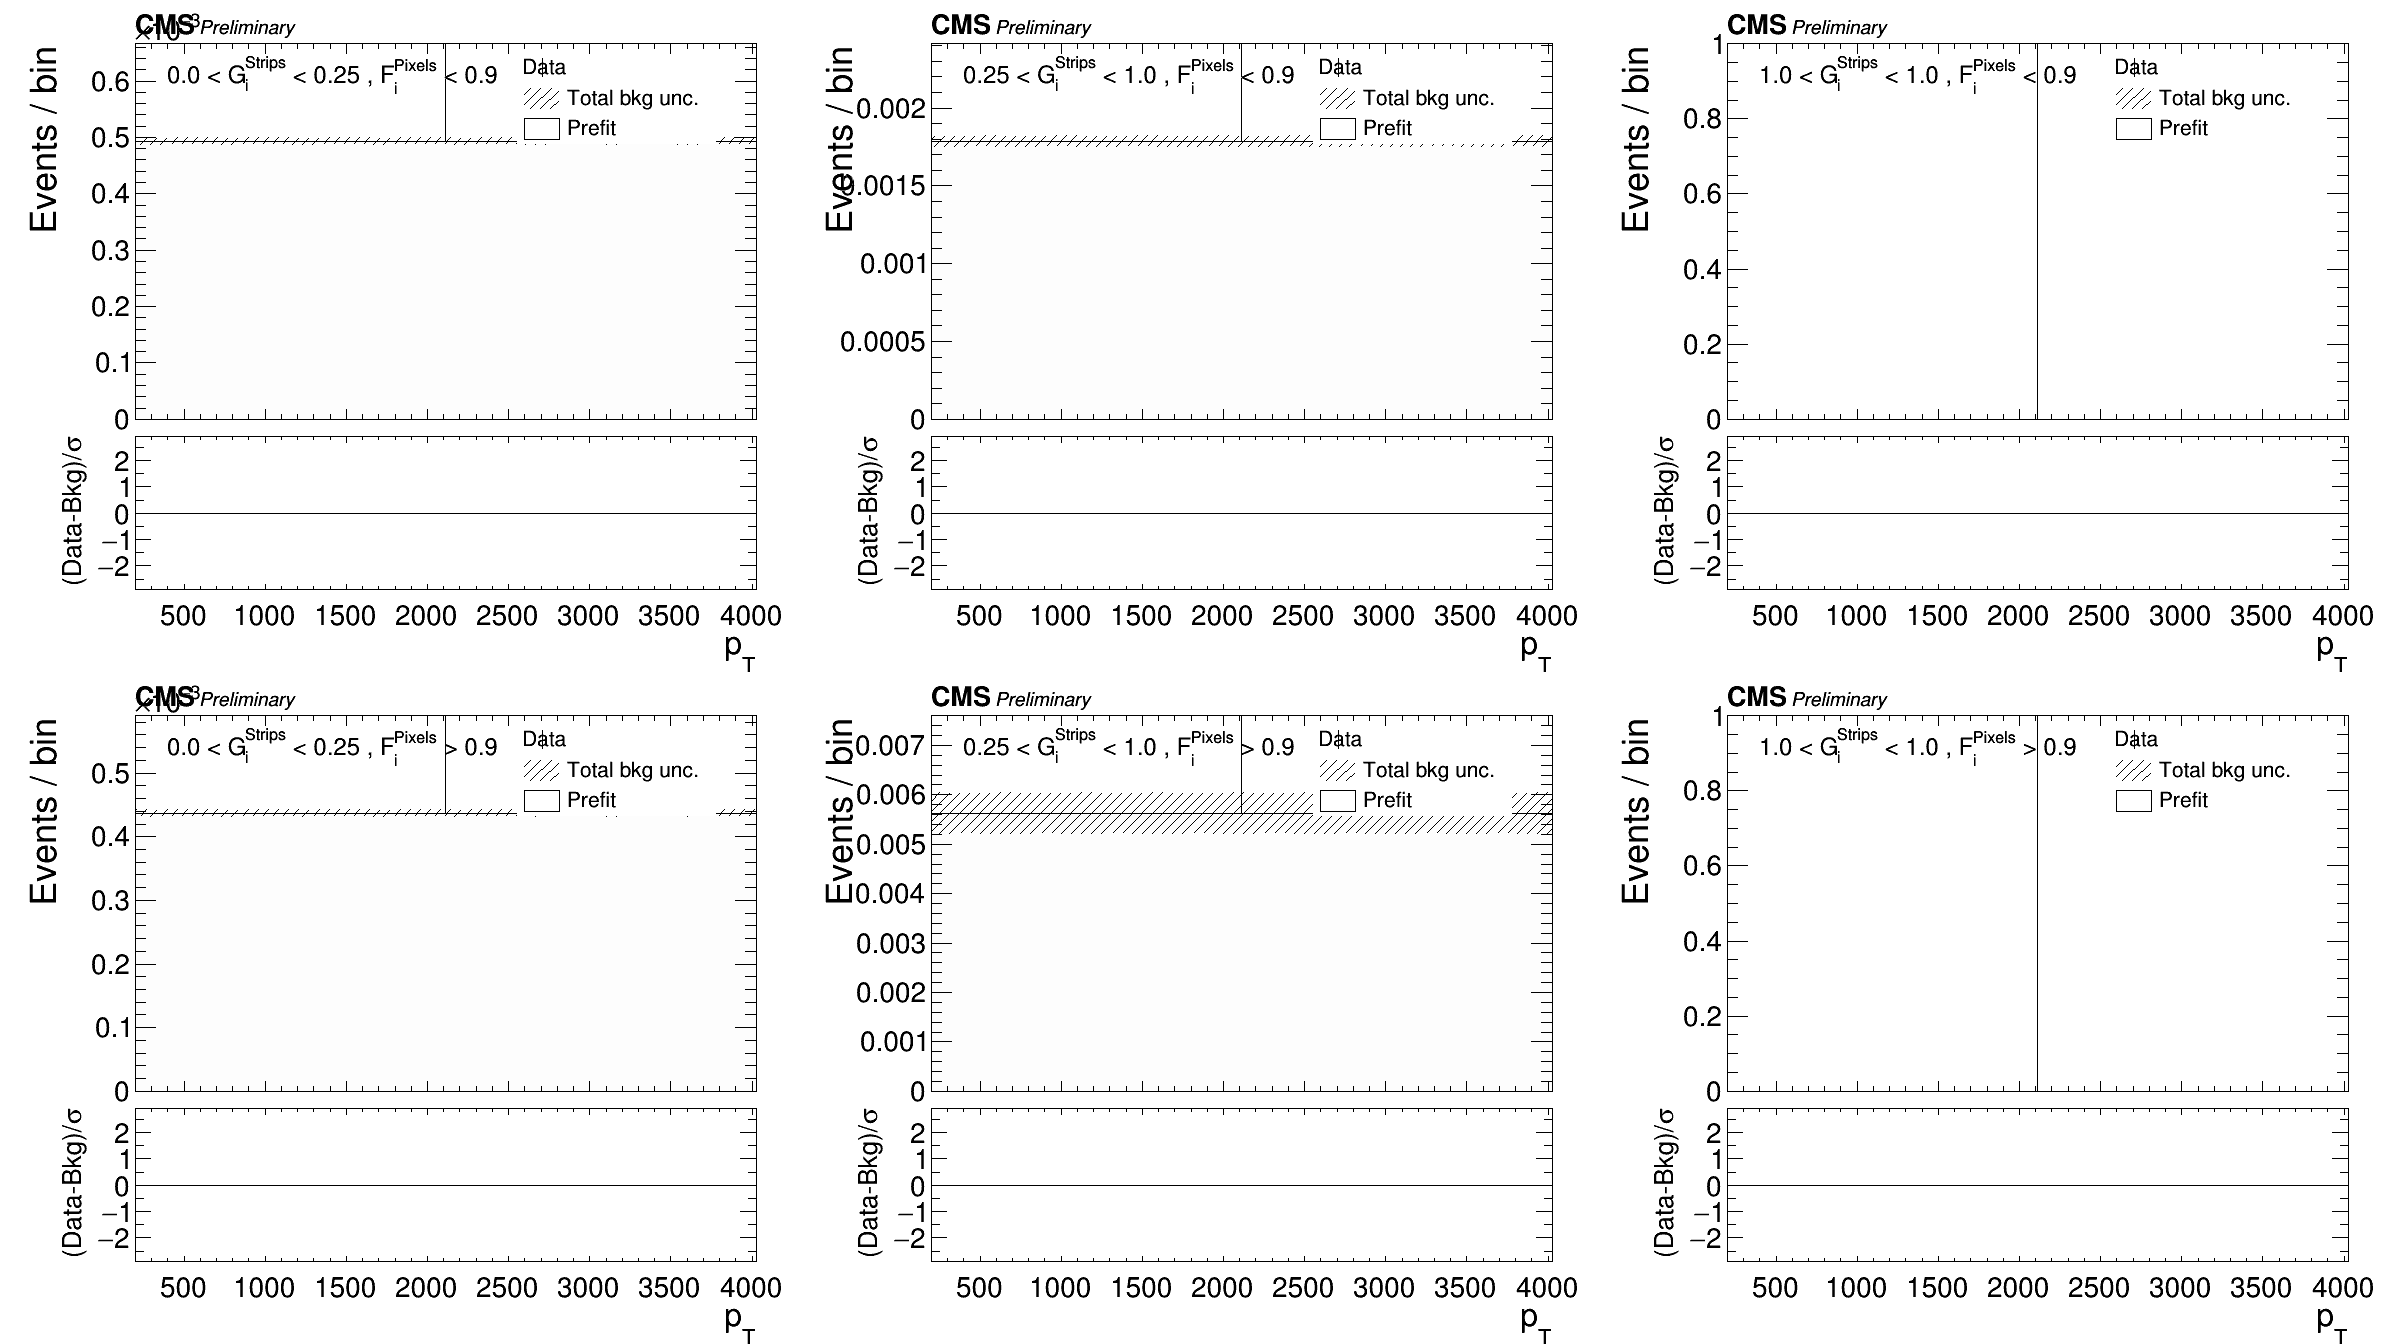 CMS Preliminary
×10⁻³
Events / bin
0.0 < G_i^Strips < 0.25 , F_i^Pixels < 0.9
Data
Total bkg unc.
Prefit
0.6
0.5
0.4
0.3
0.2
0.1
0
(Data-Bkg)/σ
2
1
0
−1
−2
500 1000 1500 2000 2500 3000 3500 4000
p_T
CMS Preliminary
Events / bin
0.25 < G_i^Strips < 1.0 , F_i^Pixels < 0.9
Data
Total bkg unc.
Prefit
0.002
0.0015
0.001
0.0005
0
(Data-Bkg)/σ
2
1
0
−1
−2
500 1000 1500 2000 2500 3000 3500 4000
p_T
CMS Preliminary
Events / bin
1.0 < G_i^Strips < 1.0 , F_i^Pixels < 0.9
Data
Total bkg unc.
Prefit
1
0.8
0.6
0.4
0.2
0
(Data-Bkg)/σ
2
1
0
−1
−2
500 1000 1500 2000 2500 3000 3500 4000
p_T
CMS Preliminary
×10⁻³
Events / bin
0.0 < G_i^Strips < 0.25 , F_i^Pixels > 0.9
Data
Total bkg unc.
Prefit
0.5
0.4
0.3
0.2
0.1
0
(Data-Bkg)/σ
2
1
0
−1
−2
500 1000 1500 2000 2500 3000 3500 4000
p_T
CMS Preliminary
Events / bin
0.25 < G_i^Strips < 1.0 , F_i^Pixels > 0.9
Data
Total bkg unc.
Prefit
0.007
0.006
0.005
0.004
0.003
0.002
0.001
0
(Data-Bkg)/σ
2
1
0
−1
−2
500 1000 1500 2000 2500 3000 3500 4000
p_T
CMS Preliminary
Events / bin
1.0 < G_i^Strips < 1.0 , F_i^Pixels > 0.9
Data
Total bkg unc.
Prefit
1
0.8
0.6
0.4
0.2
0
(Data-Bkg)/σ
2
1
0
−1
−2
500 1000 1500 2000 2500 3000 3500 4000
p_T